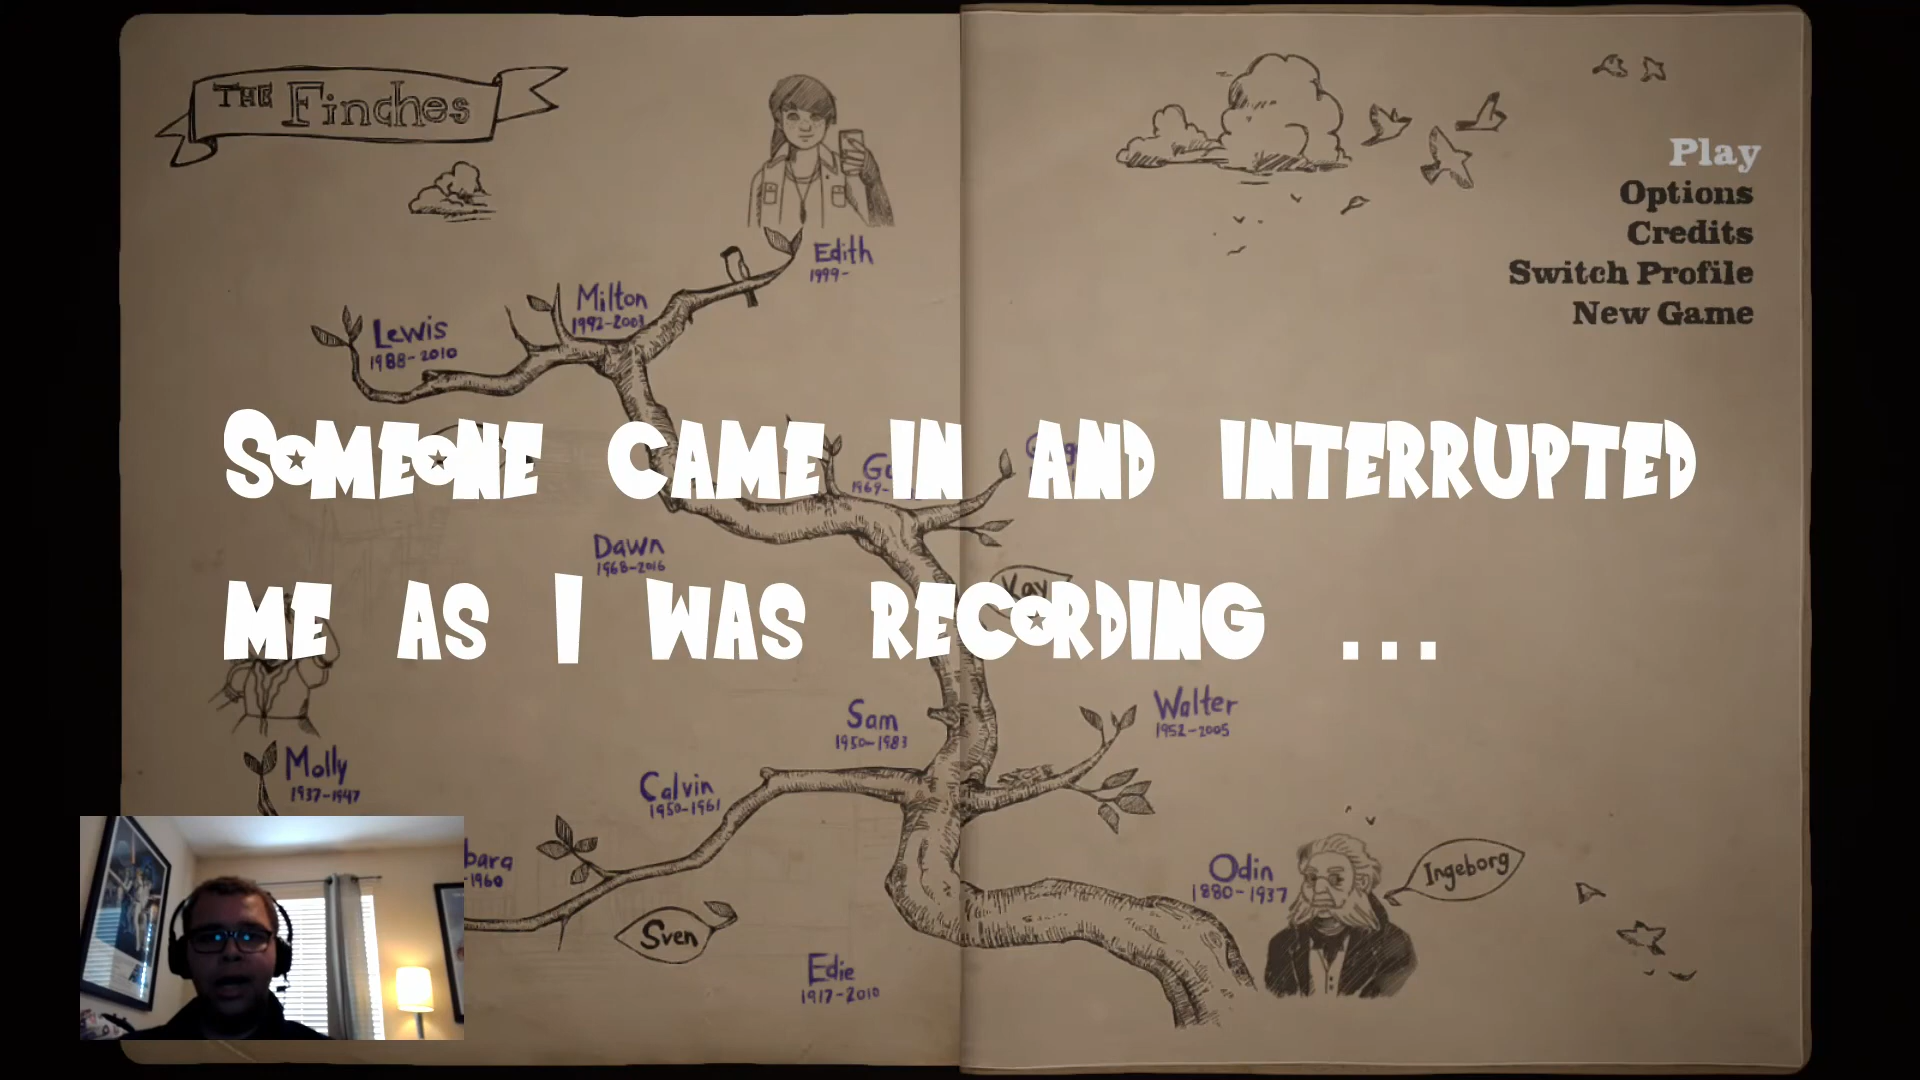 THE Finches
Play
Options
Credits
Switch Profile
New Game
Edith
1999-
Milton
1992-2003
Lewis
1988-2010
SOMEONE CAME IN AND INTERRUPTED
ME AS I WAS RECORDING ...
1969-
Dawn
1968-2016
Kay
Sam
1950-1983
Walter
1952-2005
Molly
1937-1947
Calvin
1950-1961
Odin
1880-1937
Ingeborg
Sven
Edie
1917-2010